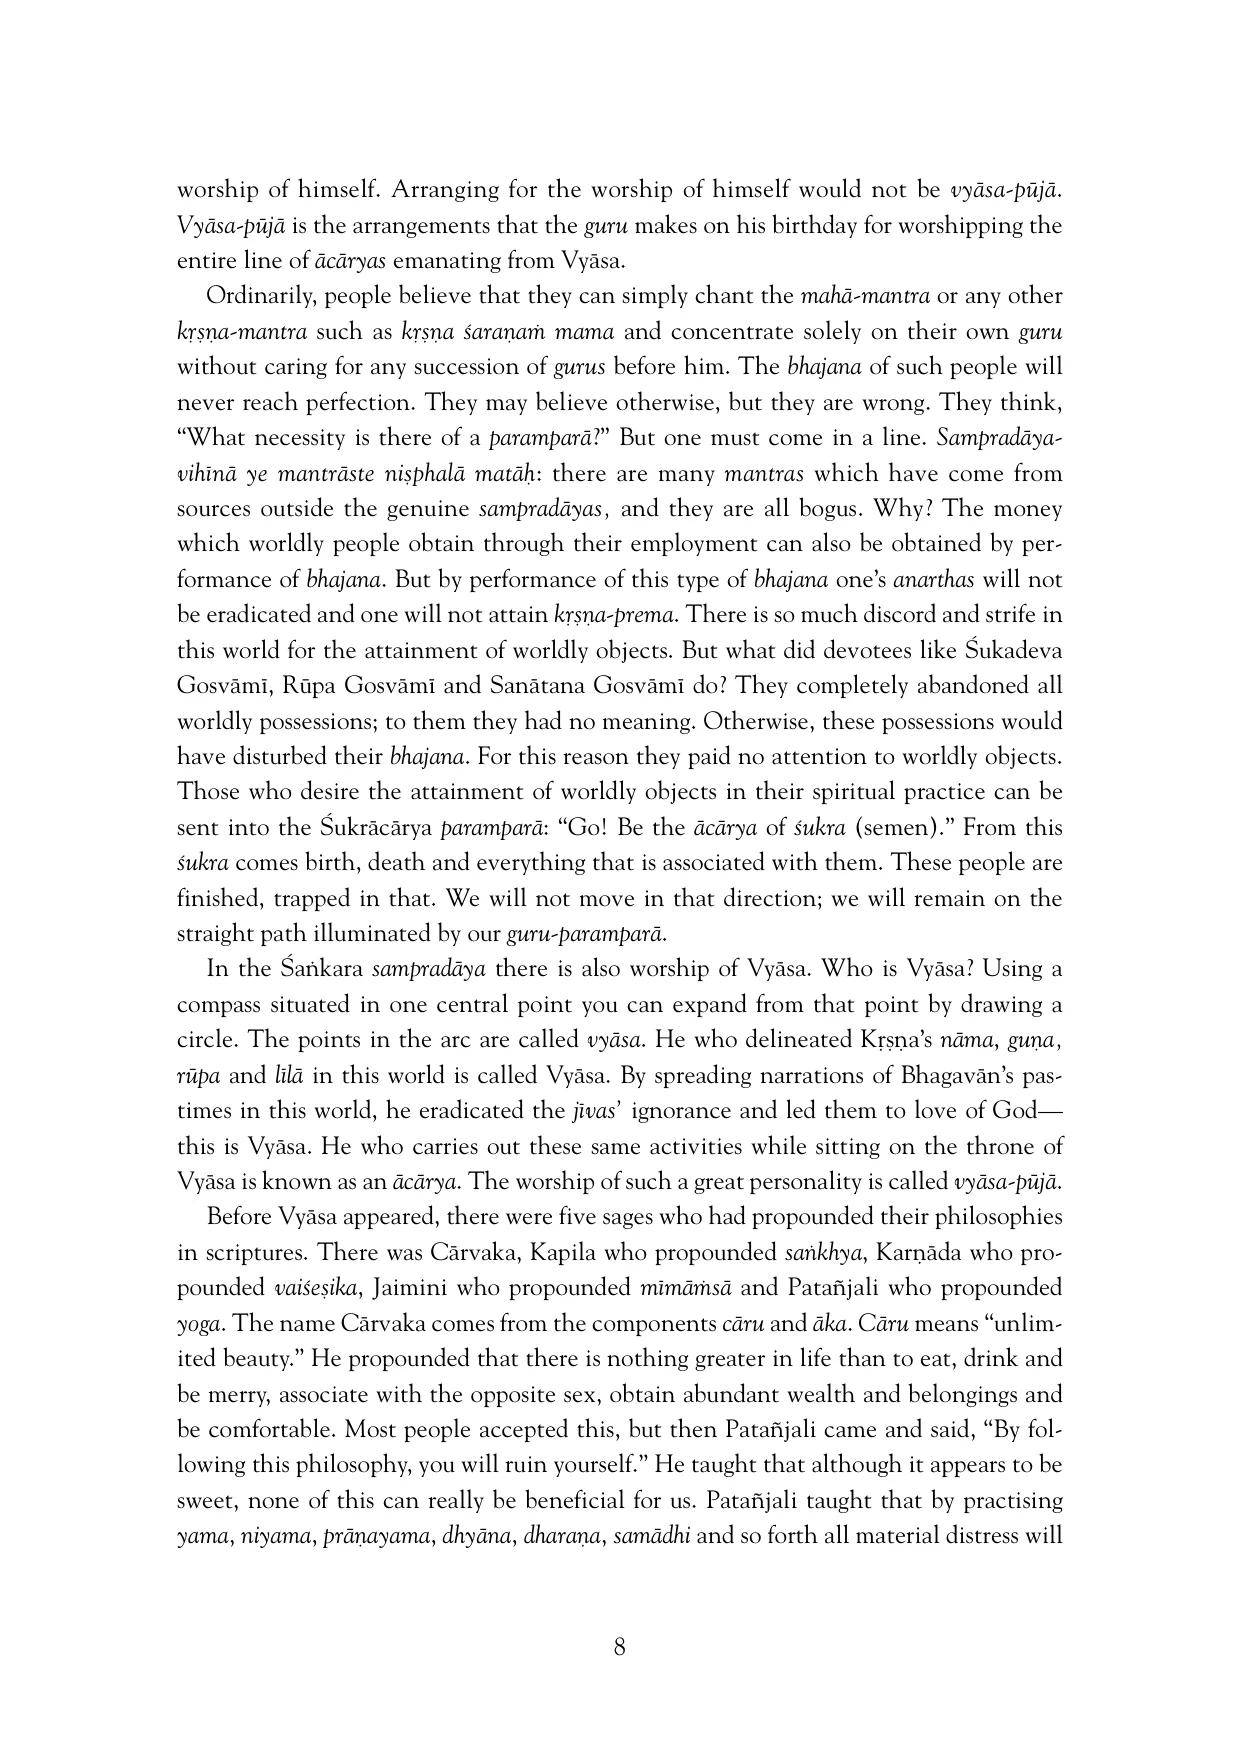 worship of himself. Arranging for the worship of himself would not be vyāsa-pūjā.
Vyāsa-pūjā is the arrangements that the guru makes on his birthday for worshipping the
entire line of ācāryas emanating from Vyāsa.
Ordinarily, people believe that they can simply chant the mahā-mantra or any other
kṛṣṇa-mantra such as kṛṣṇa śaraṇaṁ mama and concentrate solely on their own guru
without caring for any succession of gurus before him. The bhajana of such people will
never reach perfection. They may believe otherwise, but they are wrong. They think,
“What necessity is there of a paramparā?” But one must come in a line. Sampradāya-
vihīnā ye mantrāste niṣphalā matāḥ: there are many mantras which have come from
sources outside the genuine sampradāyas, and they are all bogus. Why? The money
which worldly people obtain through their employment can also be obtained by per-
formance of bhajana. But by performance of this type of bhajana one’s anarthas will not
be eradicated and one will not attain kṛṣṇa-prema. There is so much discord and strife in
this world for the attainment of worldly objects. But what did devotees like Śukadeva
Gosvāmī, Rūpa Gosvāmī and Sanātana Gosvāmī do? They completely abandoned all
worldly possessions; to them they had no meaning. Otherwise, these possessions would
have disturbed their bhajana. For this reason they paid no attention to worldly objects.
Those who desire the attainment of worldly objects in their spiritual practice can be
sent into the Śukrācārya paramparā: “Go! Be the ācārya of śukra (semen).” From this
śukra comes birth, death and everything that is associated with them. These people are
finished, trapped in that. We will not move in that direction; we will remain on the
straight path illuminated by our guru-paramparā.
In the Śaṅkara sampradāya there is also worship of Vyāsa. Who is Vyāsa? Using a
compass situated in one central point you can expand from that point by drawing a
circle. The points in the arc are called vyāsa. He who delineated Kṛṣṇa’s nāma, guṇa,
rūpa and līlā in this world is called Vyāsa. By spreading narrations of Bhagavān’s pas-
times in this world, he eradicated the jīvas’ ignorance and led them to love of God—
this is Vyāsa. He who carries out these same activities while sitting on the throne of
Vyāsa is known as an ācārya. The worship of such a great personality is called vyāsa-pūjā.
Before Vyāsa appeared, there were five sages who had propounded their philosophies
in scriptures. There was Cārvaka, Kapila who propounded saṅkhya, Karṇāda who pro-
pounded vaiśeṣika, Jaimini who propounded mīmāṁsā and Patañjali who propounded
yoga. The name Cārvaka comes from the components cāru and āka. Cāru means “unlim-
ited beauty.” He propounded that there is nothing greater in life than to eat, drink and
be merry, associate with the opposite sex, obtain abundant wealth and belongings and
be comfortable. Most people accepted this, but then Patañjali came and said, “By fol-
lowing this philosophy, you will ruin yourself.” He taught that although it appears to be
sweet, none of this can really be beneficial for us. Patañjali taught that by practising
yama, niyama, prāṇayama, dhyāna, dharaṇa, samādhi and so forth all material distress will
8